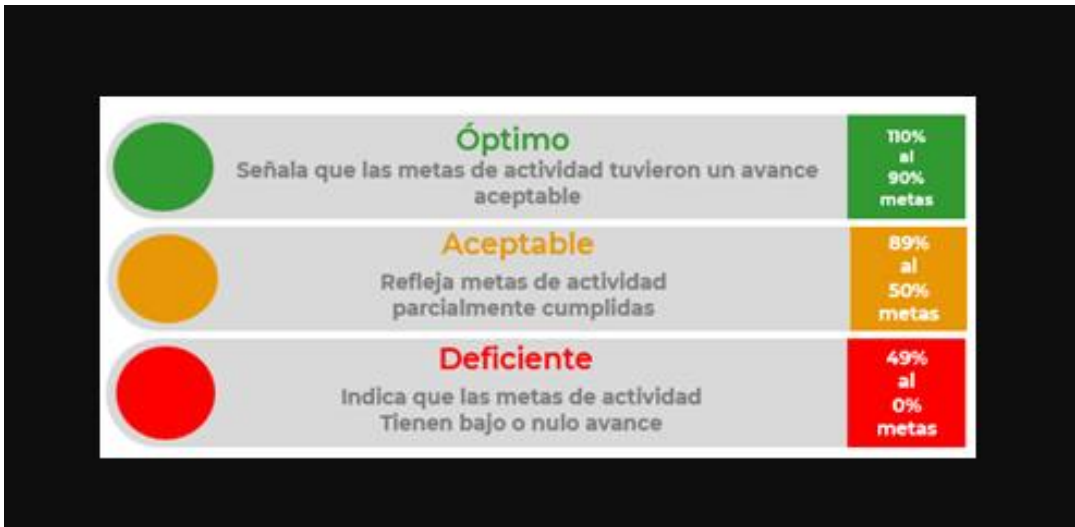 Óptimo
Señala que las metas de actividad tuvieron un avance
aceptable
110%
al
90%
metas
Aceptable
Refleja metas de actividad
parcialmente cumplidas
89%
al
50%
metas
Deficiente
Indica que las metas de actividad
Tienen bajo o nulo avance
49%
al
0%
metas